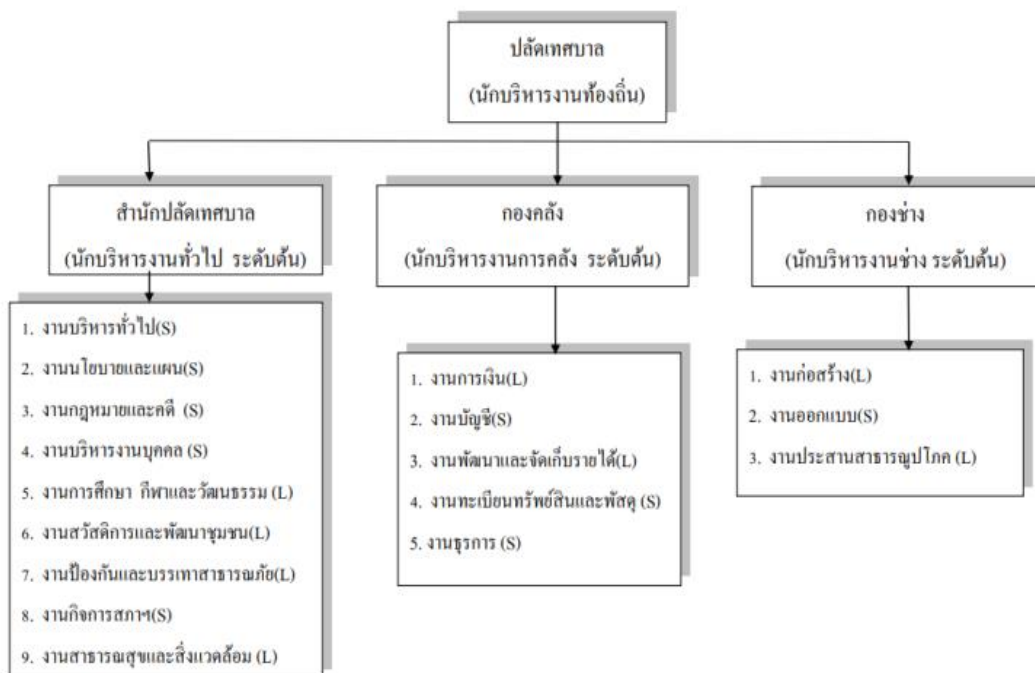 ปลัดเทศบาล
(นักบริหารงานท้องถิ่น)
สำนักปลัดเทศบาล
(นักบริหารงานทั่วไป ระดับต้น)
1. งานบริหารทั่วไป(S)
2. งานนโยบายและแผน(S)
3. งานกฎหมายและคดี (S)
4. งานบริหารงานบุคคล (S)
5. งานการศึกษา กีฬาและวัฒนธรรม (L)
6. งานสวัสดิการและพัฒนาชุมชน(L)
7. งานป้องกันและบรรเทาสาธารณภัย(L)
8. งานกิจการสภาฯ(S)
9. งานสาธารณสุขและสิ่งแวดล้อม (L)
กองคลัง
(นักบริหารงานการคลัง ระดับต้น)
1. งานการเงิน(L)
2. งานบัญชี(S)
3. งานพัฒนาและจัดเก็บรายได้(L)
4. งานทะเบียนทรัพย์สินและพัสดุ (S)
5. งานธุรการ (S)
กองช่าง
(นักบริหารงานช่าง ระดับต้น)
1. งานก่อสร้าง(L)
2. งานออกแบบ(S)
3. งานประสานสาธารณูปโภค (L)